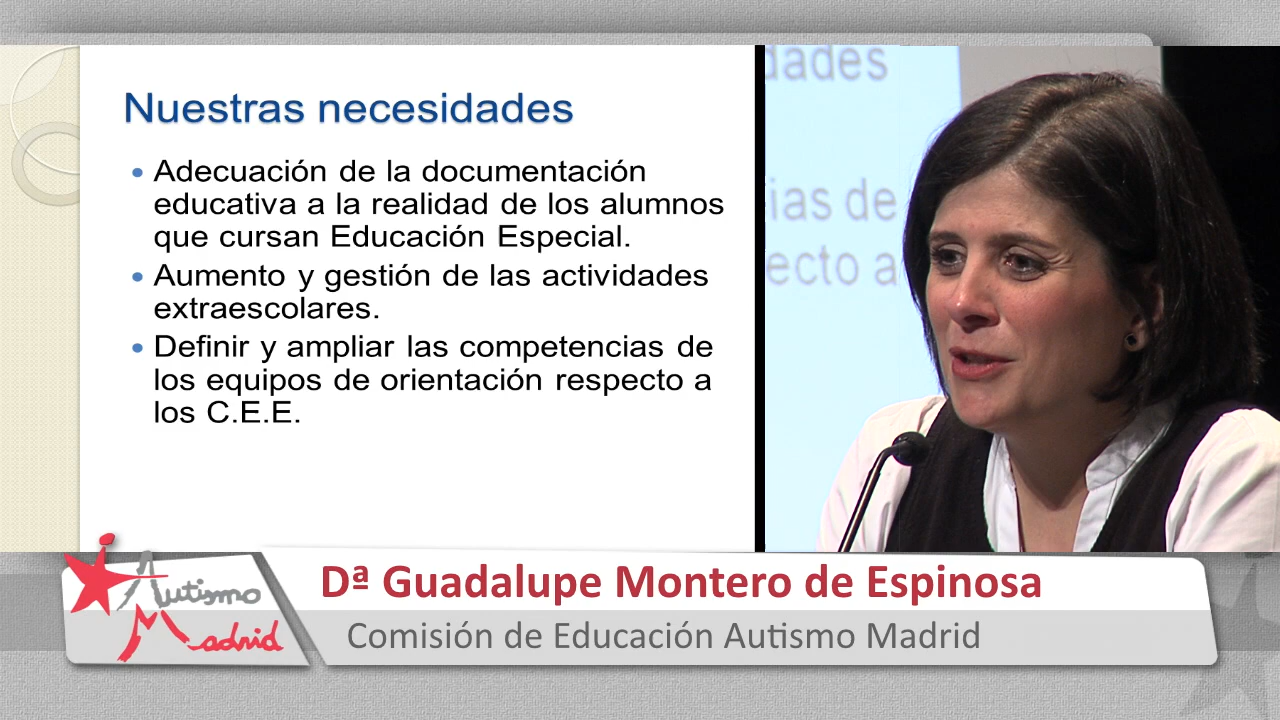 Nuestras necesidades
Adecuación de la documentación
educativa a la realidad de los alumnos
que cursan Educación Especial.
Aumento y gestión de las actividades
extraescolares.
Definir y ampliar las competencias de
los equipos de orientación respecto a
los C.E.E.
dades
ias de
ecto a
Autismo
Madrid
Dª Guadalupe Montero de Espinosa
Comisión de Educación Autismo Madrid